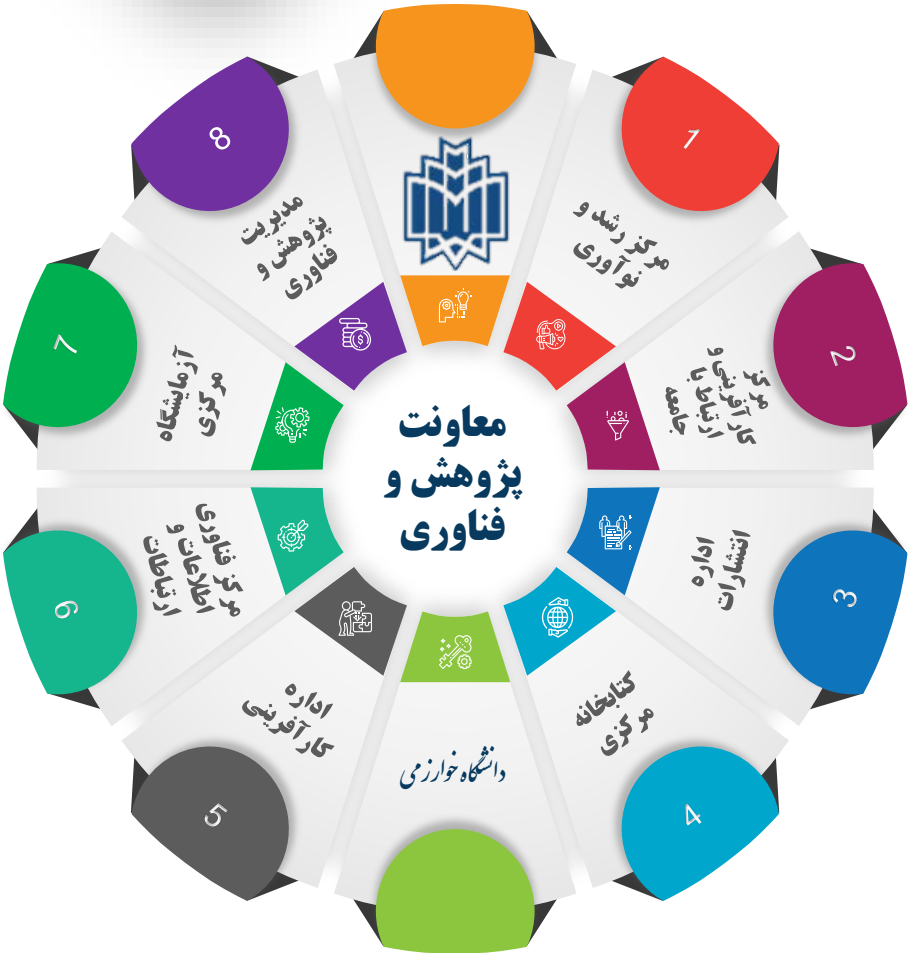 معاونت
پژوهش و
فناوری
1
مرکز رشد و
نوآوری
2
مرکز
کارآفرینی و
ارتباط با
جامعه
3
اداره
انتشارات
4
کتابخانه
مرکزی
دانشگاه خوارزمی
5
اداره
کارآفرینی
6
مرکز فناوری
اطلاعات و
ارتباطات
7
آزمایشگاه
مرکزی
8
مدیریت
پژوهش و
فناوری